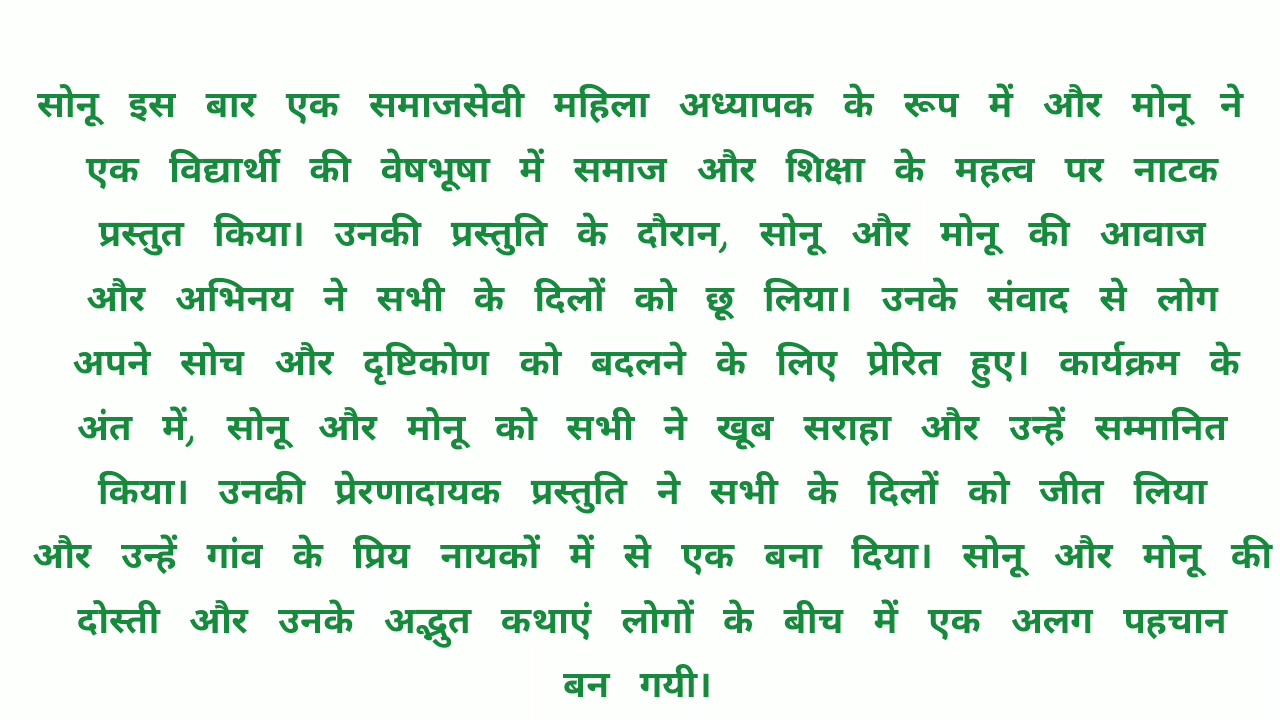 सोनू इस बार एक समाजसेवी महिला अध्यापक के रूप में और मोनू ने
एक विद्यार्थी की वेषभूषा में समाज और शिक्षा के महत्व पर नाटक
प्रस्तुत किया। उनकी प्रस्तुति के दौरान, सोनू और मोनू की आवाज
और अभिनय ने सभी के दिलों को छू लिया। उनके संवाद से लोग
अपने सोच और दृष्टिकोण को बदलने के लिए प्रेरित हुए। कार्यक्रम के
अंत में, सोनू और मोनू को सभी ने खूब सराहा और उन्हें सम्मानित
किया। उनकी प्रेरणादायक प्रस्तुति ने सभी के दिलों को जीत लिया
और उन्हें गांव के प्रिय नायकों में से एक बना दिया। सोनू और मोनू की
दोस्ती और उनके अद्भुत कथाएं लोगों के बीच में एक अलग पहचान
बन गयी।